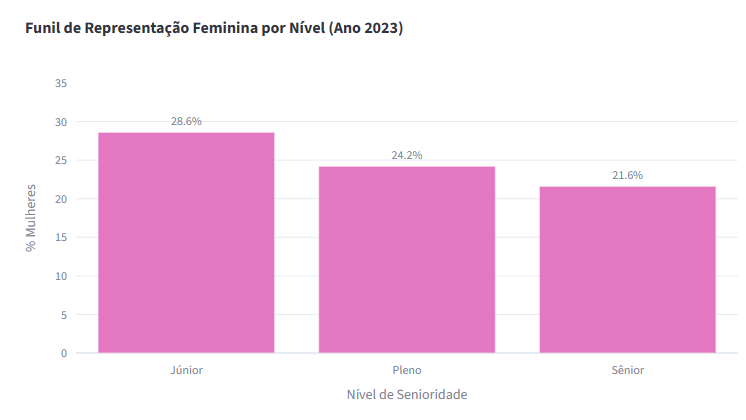 Funil de Representação Feminina por Nível (Ano 2023)
35
30
25
20
15
10
5
0
% Mulheres
28.6%
24.2%
21.6%
Júnior
Pleno
Sênior
Nível de Senioridade